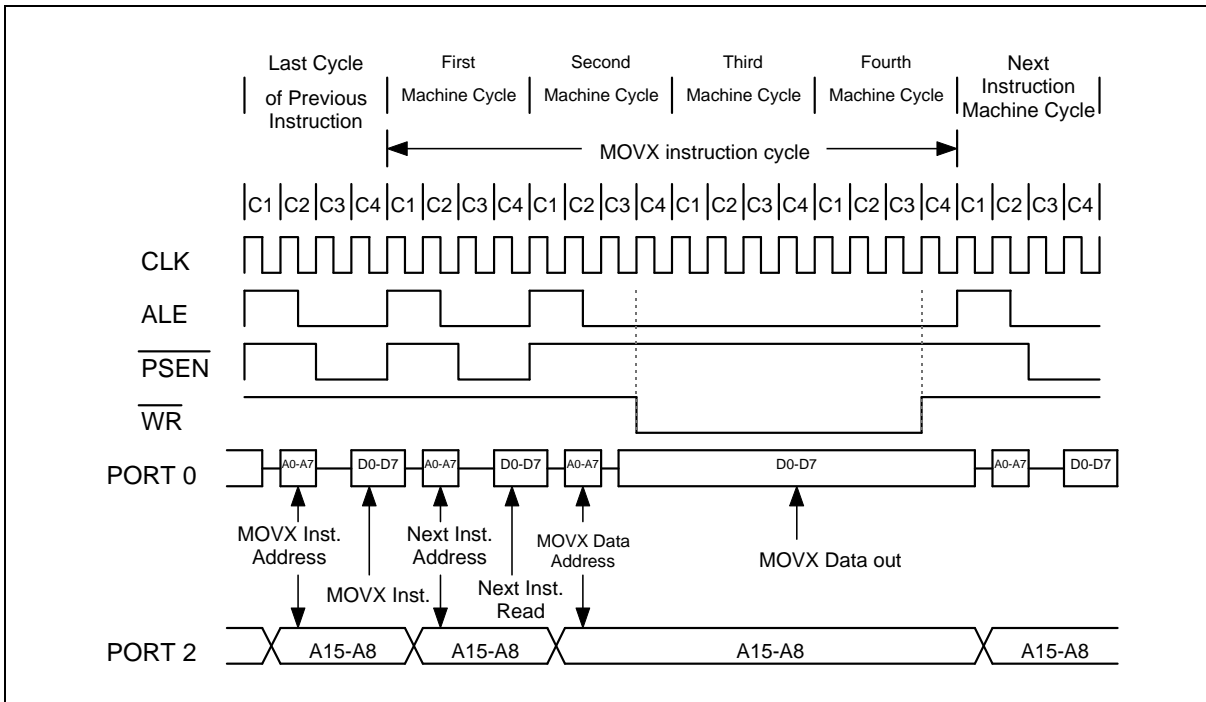 Last Cycle
of Previous
Instruction
First
Machine Cycle
Second
Machine Cycle
Third
Machine Cycle
Fourth
Machine Cycle
Next
Instruction
Machine Cycle
MOVX instruction cycle
C1 C2 C3 C4 C1 C2 C3 C4 C1 C2 C3 C4 C1 C2 C3 C4 C1 C2 C3 C4 C1 C2 C3 C4
CLK
ALE
PSEN
WR
PORT 0
A0-A7 D0-D7 A0-A7 D0-D7 A0-A7 D0-D7 A0-A7 D0-D7
MOVX Inst.
Address
MOVX Inst.
Next Inst.
Address
Next Inst.
Read
MOVX Data
Address
MOVX Data out
PORT 2
A15-A8 A15-A8 A15-A8 A15-A8